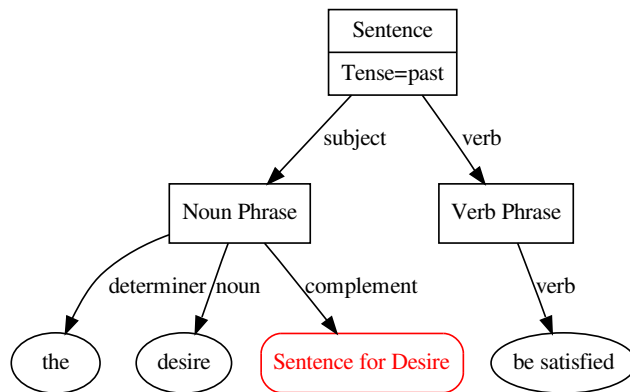 Sentence
Tense=past
subject
verb
Noun Phrase
Verb Phrase
determiner
noun
complement
verb
the
desire
Sentence for Desire
be satisfied